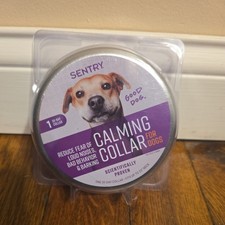 SENTRY
good dog.
1
CALMING
COLLAR
FOR
DOGS
REDUCE FEAR OF
LOUD NOISES,
BAD BEHAVIOR
& BARKING
SCIENTIFICALLY
PROVEN